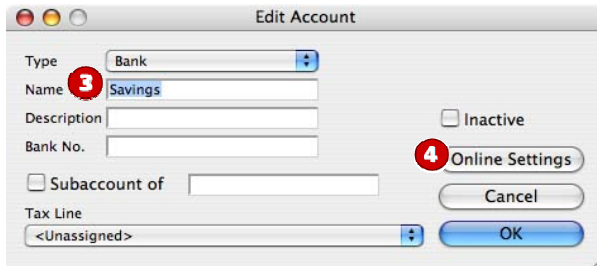 Edit Account
Type Bank
3
Name Savings
Description
Inactive
Bank No.
4 Online Settings
Subaccount of
Cancel
Tax Line
<Unassigned> OK